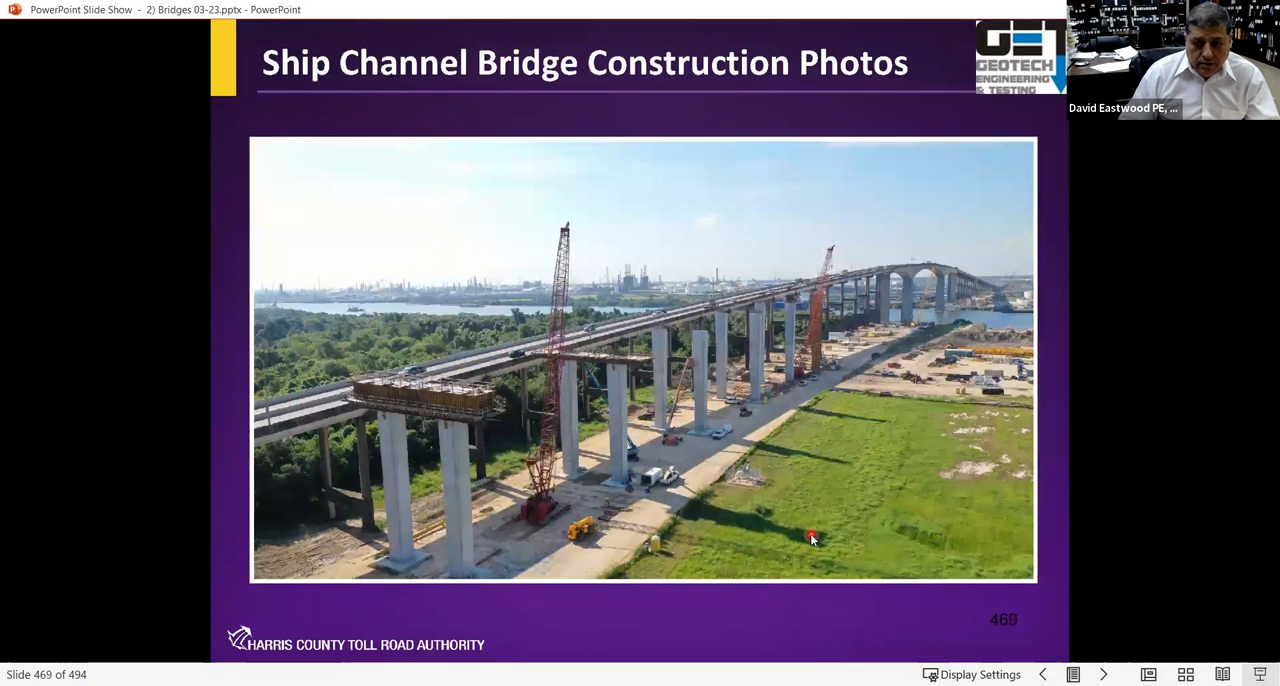 PowerPoint Slide Show - 2) Bridges 03-23.pptx - PowerPoint
Ship Channel Bridge Construction Photos
GET
GEOTECH
ENGINEERING
& TESTING
David Eastwood PE, ...
469
HARRIS COUNTY TOLL ROAD AUTHORITY
Slide 469 of 494
Display Settings